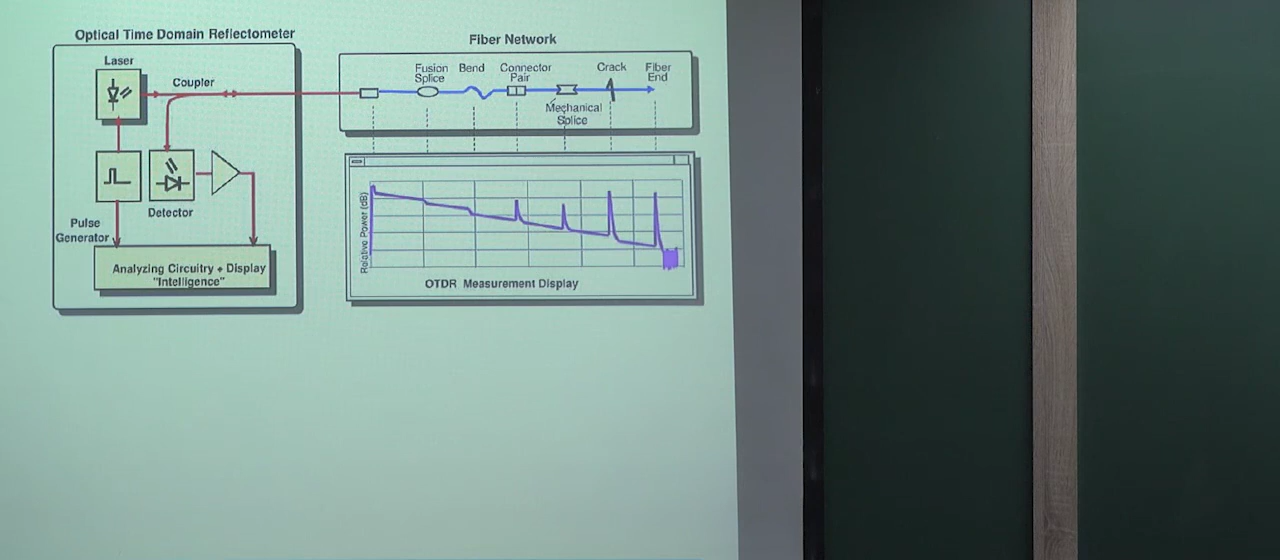 Optical Time Domain Reflectometer
Laser
Coupler
Detector
Pulse
Generator
Analyzing Circuitry + Display
"Intelligence"
Fiber Network
Fusion
Splice
Bend
Connector
Pair
Mechanical
Splice
Crack
Fiber
End
Relative Power (dB)
OTDR Measurement Display